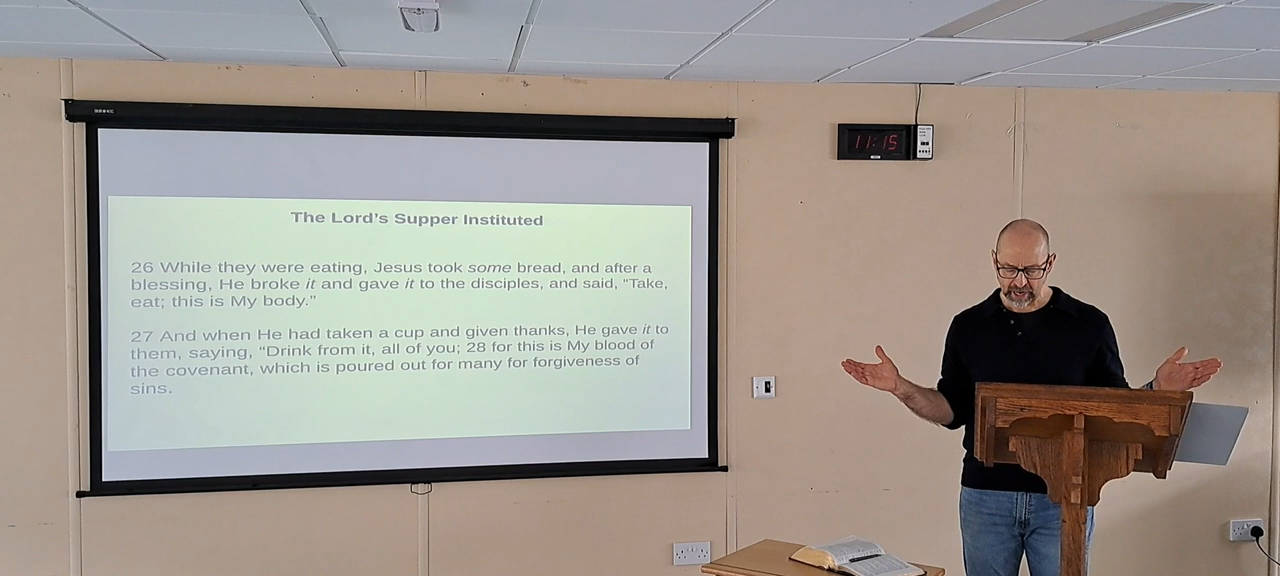 The Lord's Supper Instituted
26 While they were eating, Jesus took some bread, and after a
blessing, He broke it and gave it to the disciples, and said, “Take,
eat; this is My body.”
27 And when He had taken a cup and given thanks, He gave it to
them, saying, “Drink from it, all of you; 28 for this is My blood of
the covenant, which is poured out for many for forgiveness of
sins.
11:15